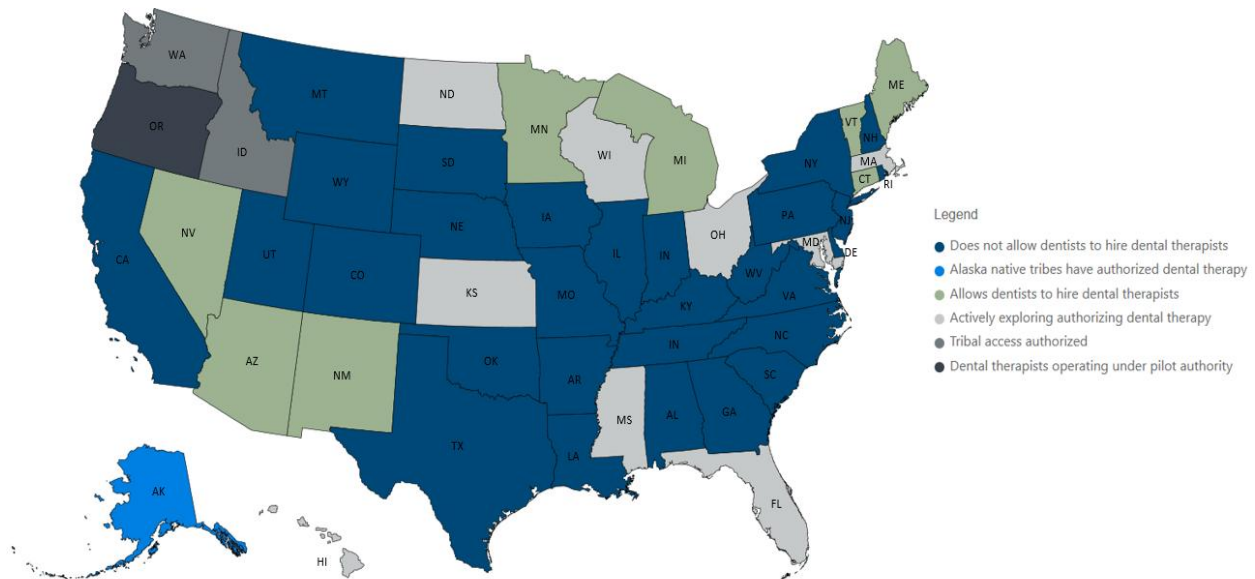 WA
MT
ND
MN
ME
VT
NH
OR
ID
SD
WI
MI
NY
MA
CT
RI
WY
IA
PA
NJ
NE
NV
OH
MD
DE
IL
IN
CA
UT
CO
WV
VA
KS
MO
KY
NC
IN
AZ
NM
OK
AR
SC
MS
AL
GA
TX
LA
FL
AK
HI
Legend
Does not allow dentists to hire dental therapists
Alaska native tribes have authorized dental therapy
Allows dentists to hire dental therapists
Actively exploring authorizing dental therapy
Tribal access authorized
Dental therapists operating under pilot authority